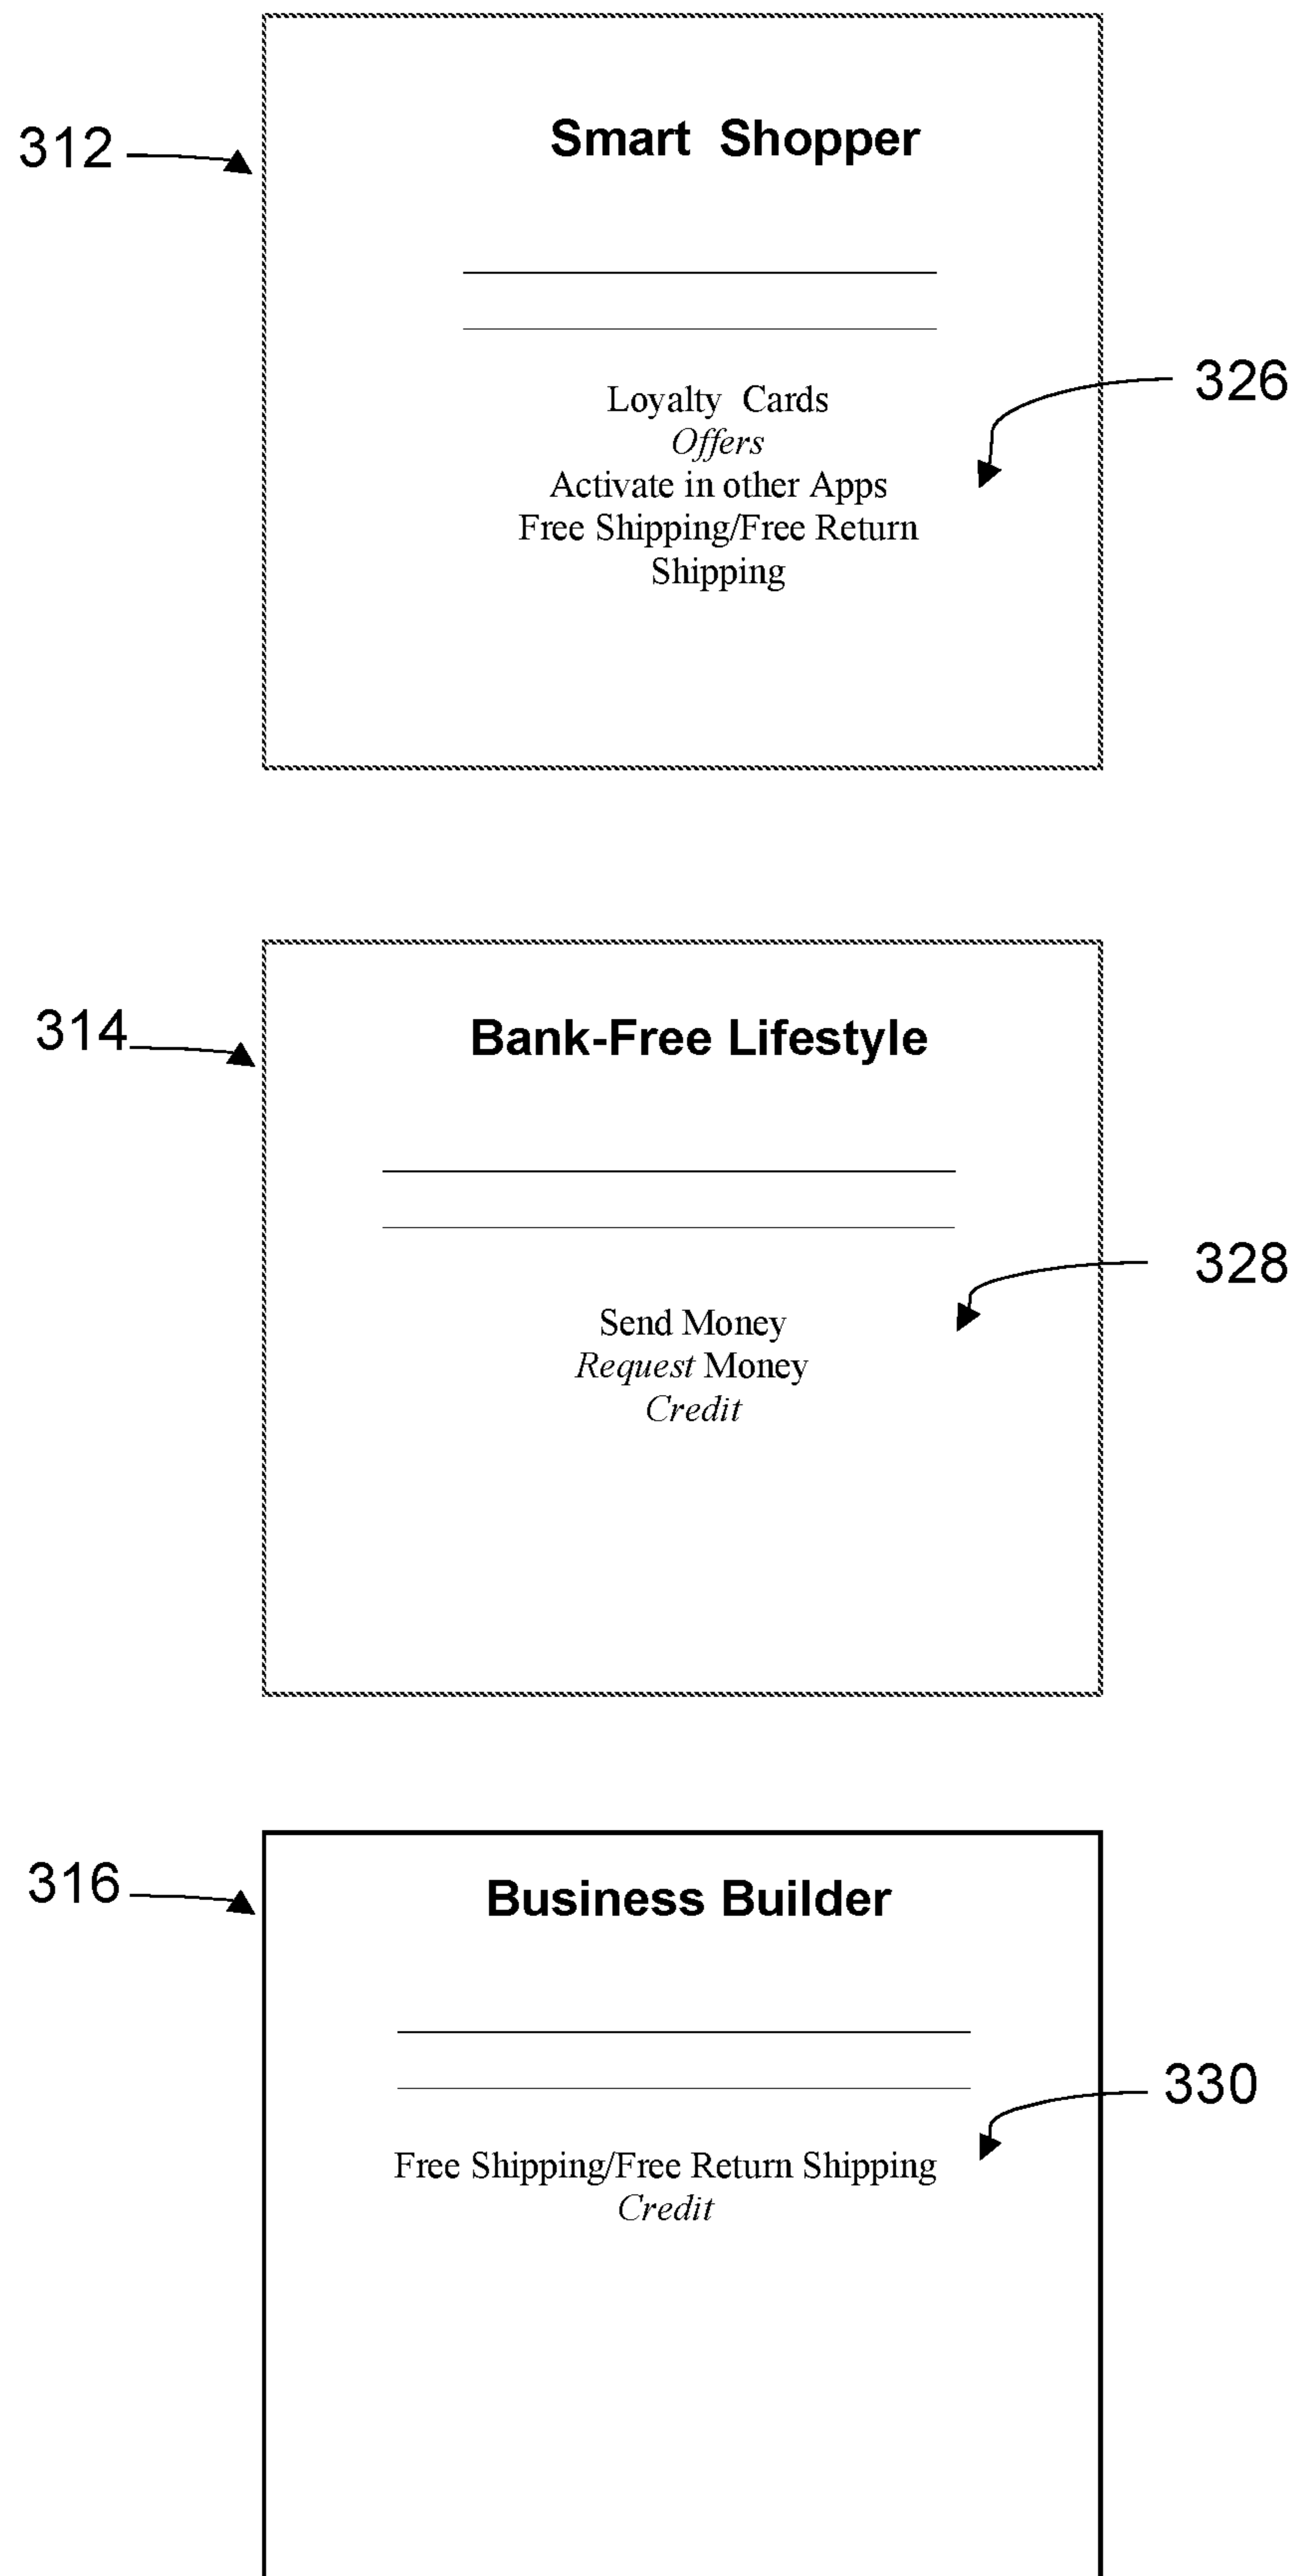 312
Smart Shopper
326
Loyalty Cards
Offers
Activate in other Apps
Free Shipping/Free Return
Shipping
314
Bank-Free Lifestyle
328
Send Money
Request Money
Credit
316
Business Builder
330
Free Shipping/Free Return Shipping
Credit